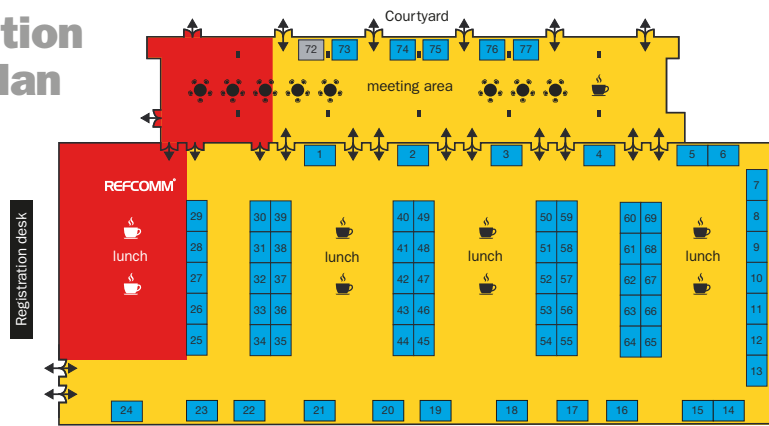 tion
lan
Courtyard
72 73 74 75 76 77
meeting area
1 2 3 4 5 6
REFCOMM
Registration desk
lunch
lunch
lunch
lunch
7
8
9
10
11
12
13
29
28
27
26
25
30 39
31 38
32 37
33 36
34 35
40 49
41 48
42 47
43 46
44 45
50 59
51 58
52 57
53 56
54 55
60 69
61 68
62 67
63 66
64 65
24 23 22 21 20 19 18 17 16 15 14